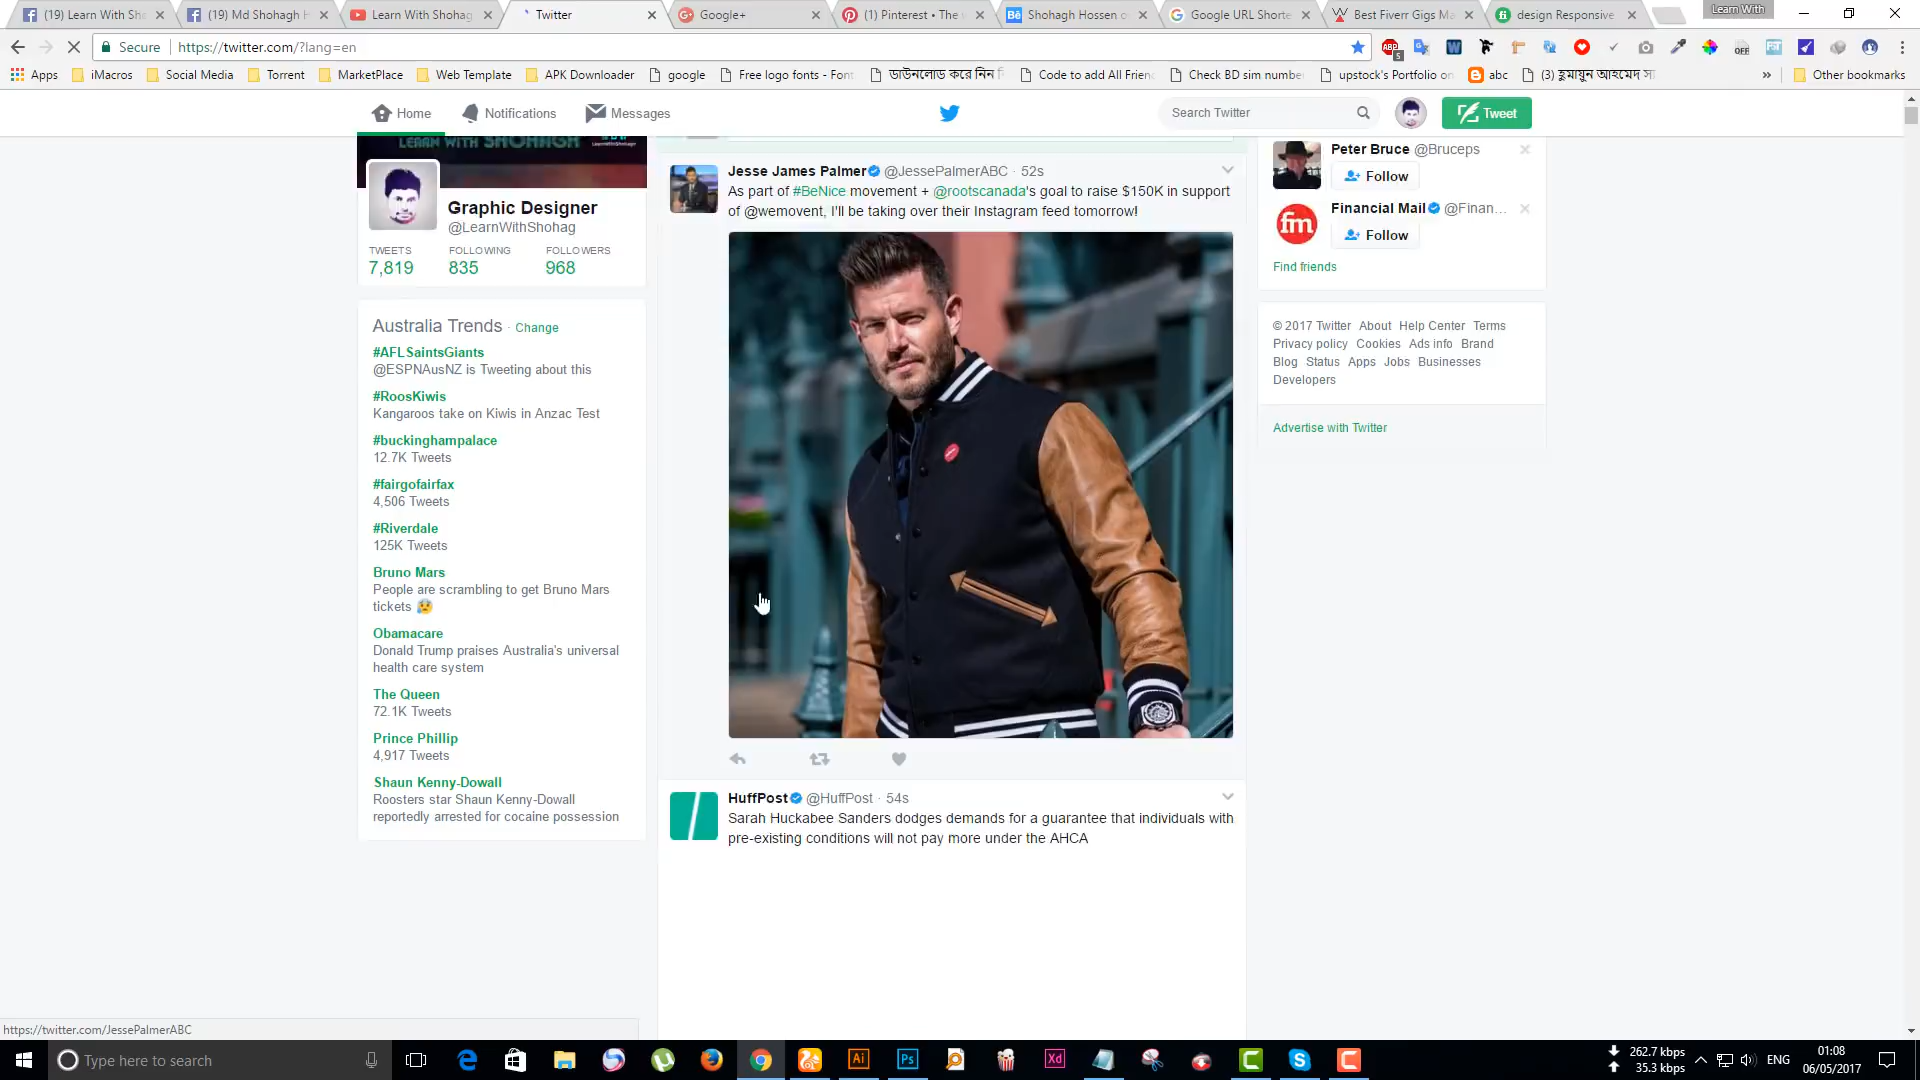 (19) Learn With Sh
(19) Md Shohagh H
Learn With Shohag
Twitter
Google+
(1) Pinterest • The
Shohagh Hossen o
Google URL Shorte
Best Fiverr Gigs Ma
design Responsive
Learn With
Secure
https://twitter.com/?lang=en
Apps
iMacros
Social Media
Torrent
MarketPlace
Web Template
APK Downloader
google
Free logo fonts - Font
ডাউনলোড করে নিন
Code to add All Frien
Check BD sim numbe
upstock's Portfolio on
abc
(3) হুমায়ুন আহমেদ স
»
Other bookmarks
Home
Notifications
Messages
Search Twitter
Tweet
LEARN WITH SHOHAGH
Graphic Designer
@LearnWithShohag
TWEETS FOLLOWING FOLLOWERS
7,819 835 968
Australia Trends · Change
#AFLSaintsGiants
@ESPNAusNZ is Tweeting about this
#RoosKiwis
Kangaroos take on Kiwis in Anzac Test
#buckinghampalace
12.7K Tweets
#fairgofairfax
4,506 Tweets
#Riverdale
125K Tweets
Bruno Mars
People are scrambling to get Bruno Mars
tickets 😰
Obamacare
Donald Trump praises Australia's universal
health care system
The Queen
72.1K Tweets
Prince Phillip
4,917 Tweets
Shaun Kenny-Dowall
Roosters star Shaun Kenny-Dowall
reportedly arrested for cocaine possession
Jesse James Palmer @JessePalmerABC · 52s
As part of #BeNice movement + @rootscanada's goal to raise $150K in support
of @wemovent, I'll be taking over their Instagram feed tomorrow!
HuffPost @HuffPost · 54s
Sarah Huckabee Sanders dodges demands for a guarantee that individuals with
pre-existing conditions will not pay more under the AHCA
Peter Bruce @Bruceps
Follow
fm
Financial Mail @Finan...
Follow
Find friends
© 2017 Twitter About Help Center Terms
Privacy policy Cookies Ads info Brand
Blog Status Apps Jobs Businesses
Developers
Advertise with Twitter
https://twitter.com/JessePalmerABC
Type here to search
Ai
Ps
Xd
262.7 kbps
35.3 kbps
ENG
01:08
06/05/2017